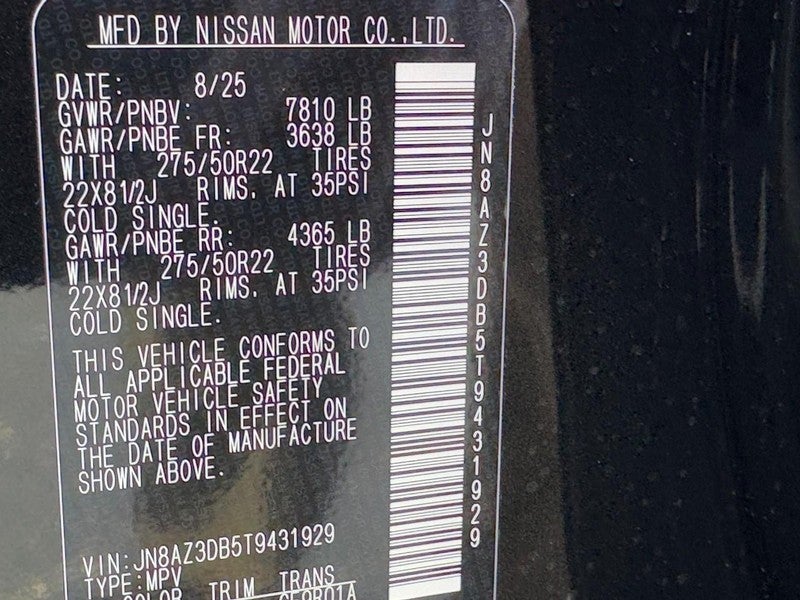 MFD BY NISSAN MOTOR CO.,LTD.
DATE: 8/25
GVWR/PNBV: 7810 LB
GAWR/PNBE FR: 3638 LB
WITH 275/50R22 TIRES
22X81/2J RIMS. AT 35PSI
COLD SINGLE.
GAWR/PNBE RR: 4365 LB
WITH 275/50R22 TIRES
22X81/2J RIMS. AT 35PSI
COLD SINGLE.
THIS VEHICLE CONFORMS TO
ALL APPLICABLE FEDERAL
MOTOR VEHICLE SAFETY
STANDARDS IN EFFECT ON
THE DATE OF MANUFACTURE
SHOWN ABOVE.
VIN:JN8AZ3DB5T9431929
TYPE:MPV
COLOR TRIM TRANS
JN8AZ3DB5T9431929